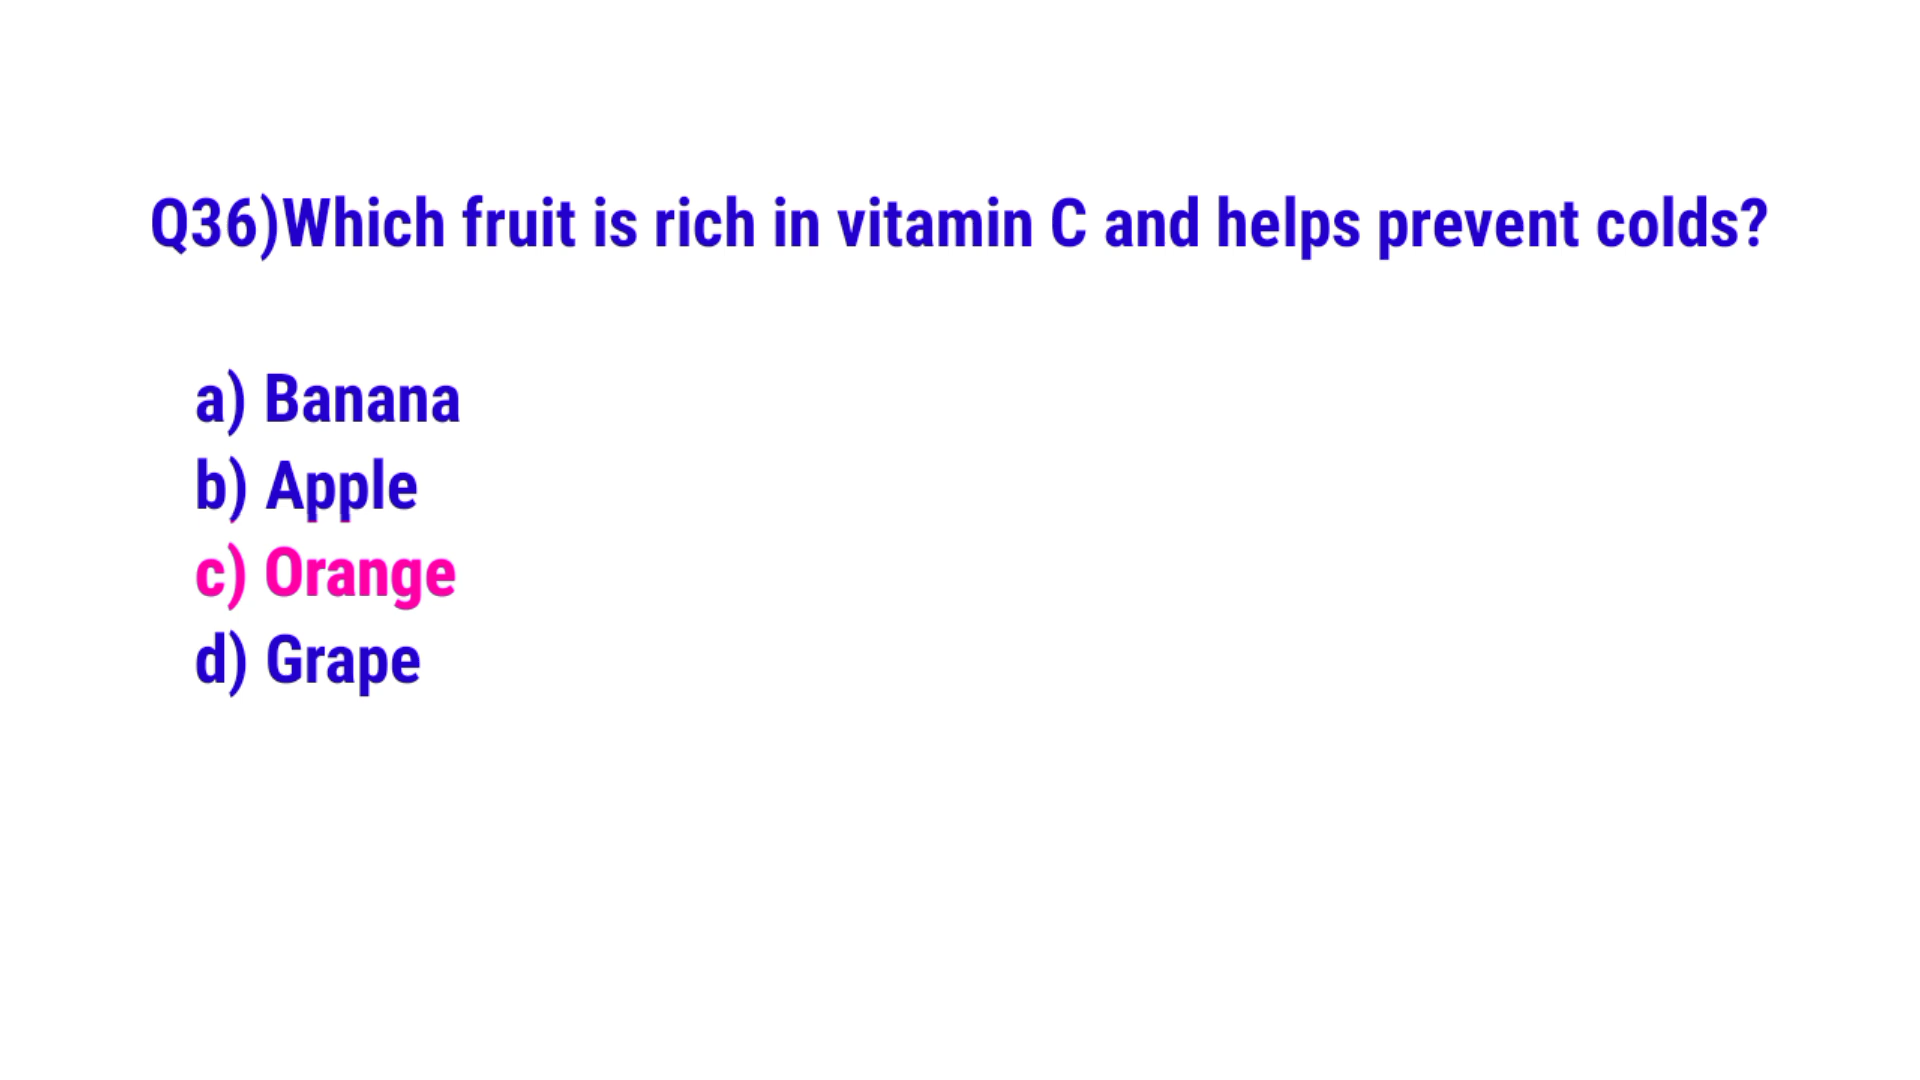 Q36)Which fruit is rich in vitamin C and helps prevent colds?
a) Banana
b) Apple
c) Orange
d) Grape